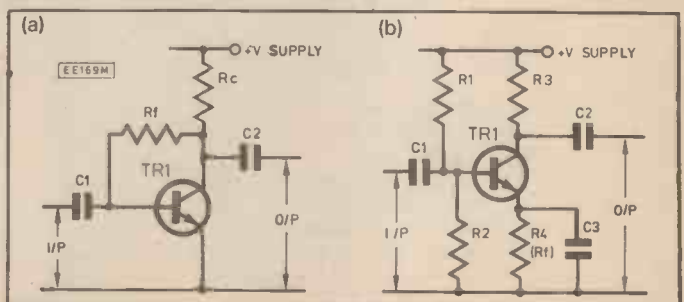 (a)
+V SUPPLY
EE169M
Rc
Rf
C2
TR1
C1
I/P
O/P
(b)
+V SUPPLY
R1
R3
C2
TR1
C1
I/P
R2
R4
(Rf)
C3
O/P